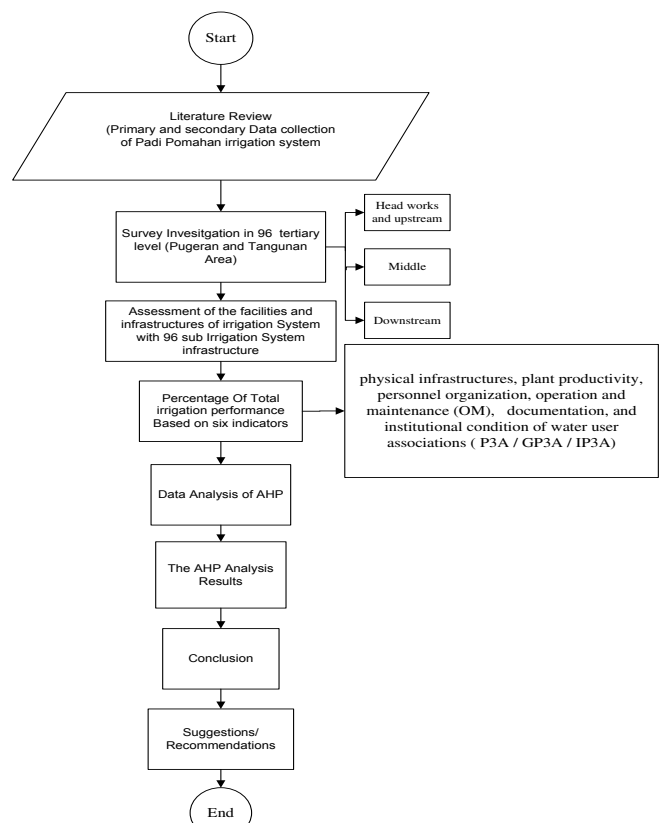 Start
Literature Review
(Primary and secondary Data collection
of Padi Pomahan irrigation system
Survey Invesitgation in 96 tertiary
level (Pugeran and Tangunan
Area)
Head works
and upstream
Middle
Downstream
Assessment of the facilities and
infrastructures of irrigation System
with 96 sub Irrigation System
infrastructure
Percentage Of Total
irrigation performance
Based on six indicators
physical infrastructures, plant productivity,
personnel organization, operation and
maintenance (OM), documentation, and
institutional condition of water user
associations ( P3A / GP3A / IP3A)
Data Analysis of AHP
The AHP Analysis
Results
Conclusion
Suggestions/
Recommendations
End